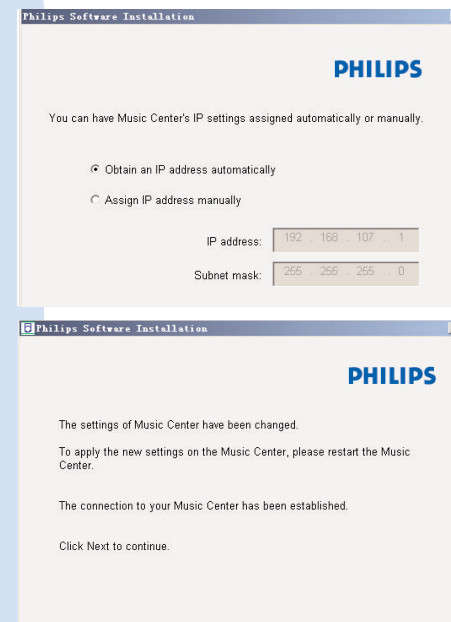 Philips Software Installation
PHILIPS
You can have Music Center's IP settings assigned automatically or manually.
Obtain an IP address automatically
Assign IP address manually
IP address: 192 . 168 . 107 . 1
Subnet mask: 255 . 255 . 255 . 0
Philips Software Installation
PHILIPS
The settings of Music Center have been changed.
To apply the new settings on the Music Center, please restart the Music
Center.
The connection to your Music Center has been established.
Click Next to continue.